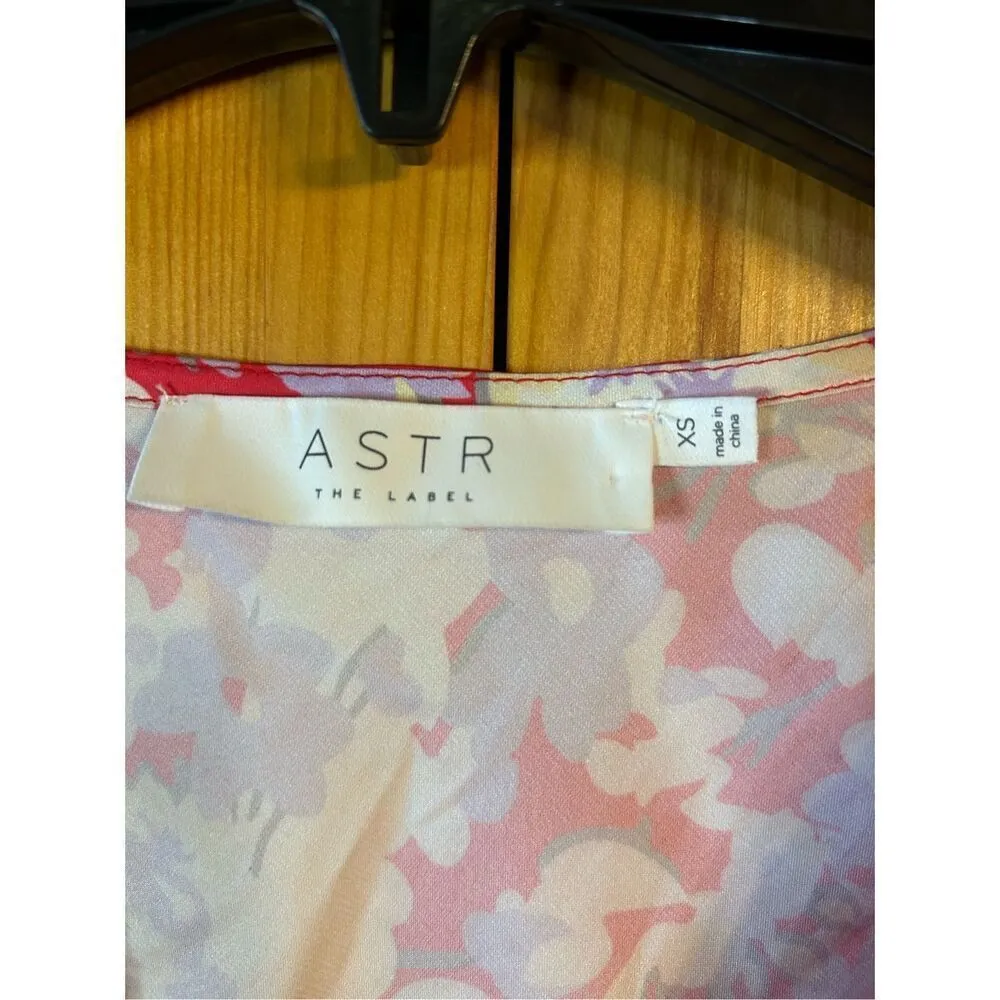 ASTR
THE LABEL
XS
made in
china